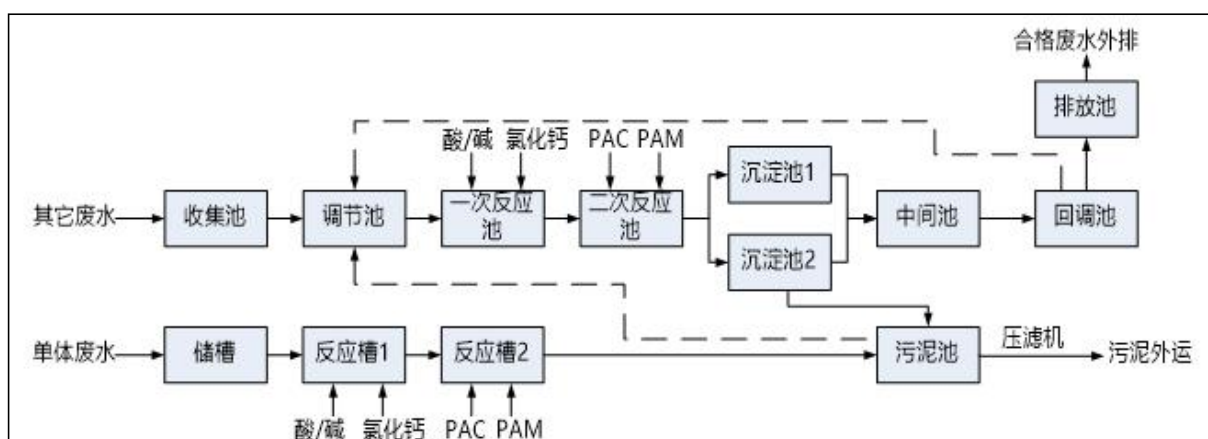 合格废水外排
排放池
酸/碱 氯化钙
PAC PAM
沉淀池1
其它废水
收集池
调节池
一次反应
池
二次反应
池
中间池
回调池
沉淀池2
单体废水
储槽
反应槽1
反应槽2
污泥池
压滤机
污泥外运
酸/碱 氯化钙
PAC PAM